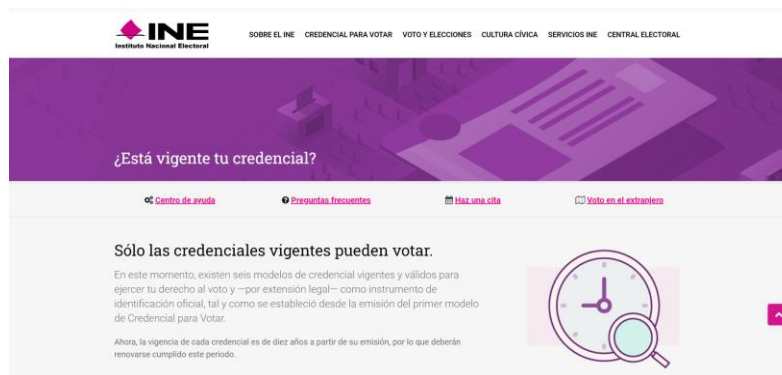 INE
Instituto Nacional Electoral
SOBRE EL INE CREDENCIAL PARA VOTAR VOTO Y ELECCIONES CULTURA CÍVICA SERVICIOS INE CENTRAL ELECTORAL
¿Está vigente tu credencial?
Centro de ayuda Preguntas frecuentes Haz una cita Voto en el extranjero
Sólo las credenciales vigentes pueden votar.
En este momento, existen seis modelos de credencial vigentes y válidos para
ejercer tu derecho al voto y —por extensión legal— como instrumento de
identificación oficial, tal y como se estableció desde la emisión del primer modelo
de Credencial para Votar.
Ahora, la vigencia de cada credencial es de diez años a partir de su emisión, por lo que deberán
renovarse cumplido este periodo.